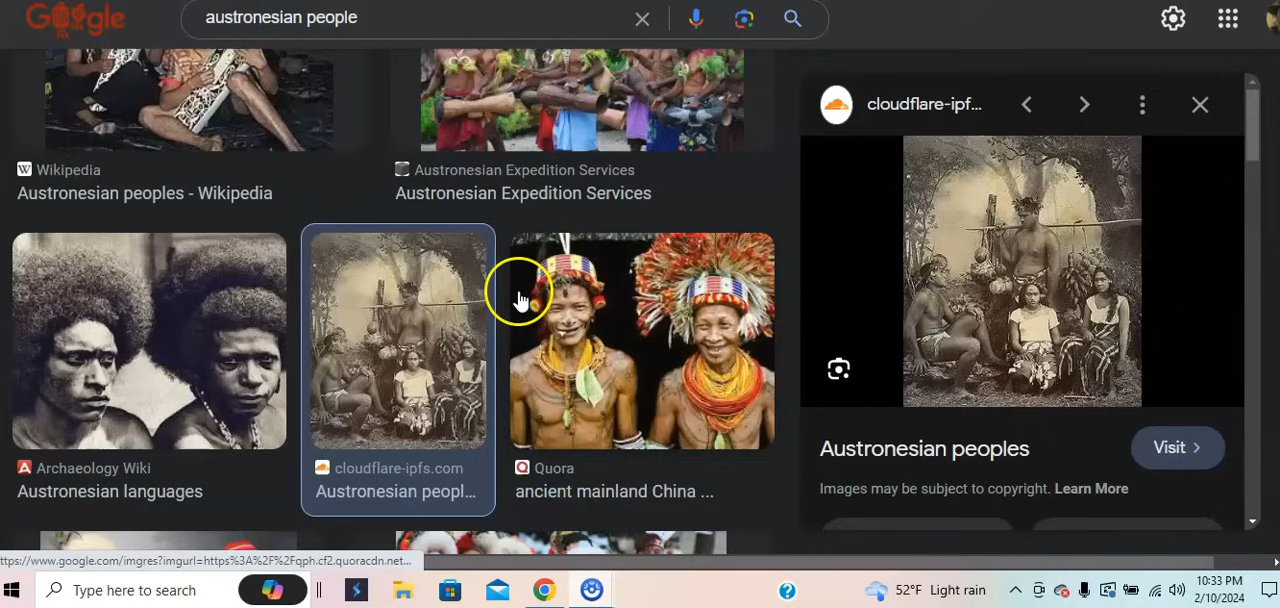 Google
austronesian people
cloudflare-ipf...
Wikipedia
Austronesian peoples - Wikipedia
Austronesian Expedition Services
Austronesian Expedition Services
Archaeology Wiki
Austronesian languages
cloudflare-ipfs.com
Austronesian peopl...
Quora
ancient mainland China ...
Austronesian peoples
Visit
Images may be subject to copyright. Learn More
https://www.google.com/imgres?imgurl=https%3A%2F%2Fqph.cf2.quoracdn.net...
Type here to search
52°F Light rain
10:33 PM
2/10/2024